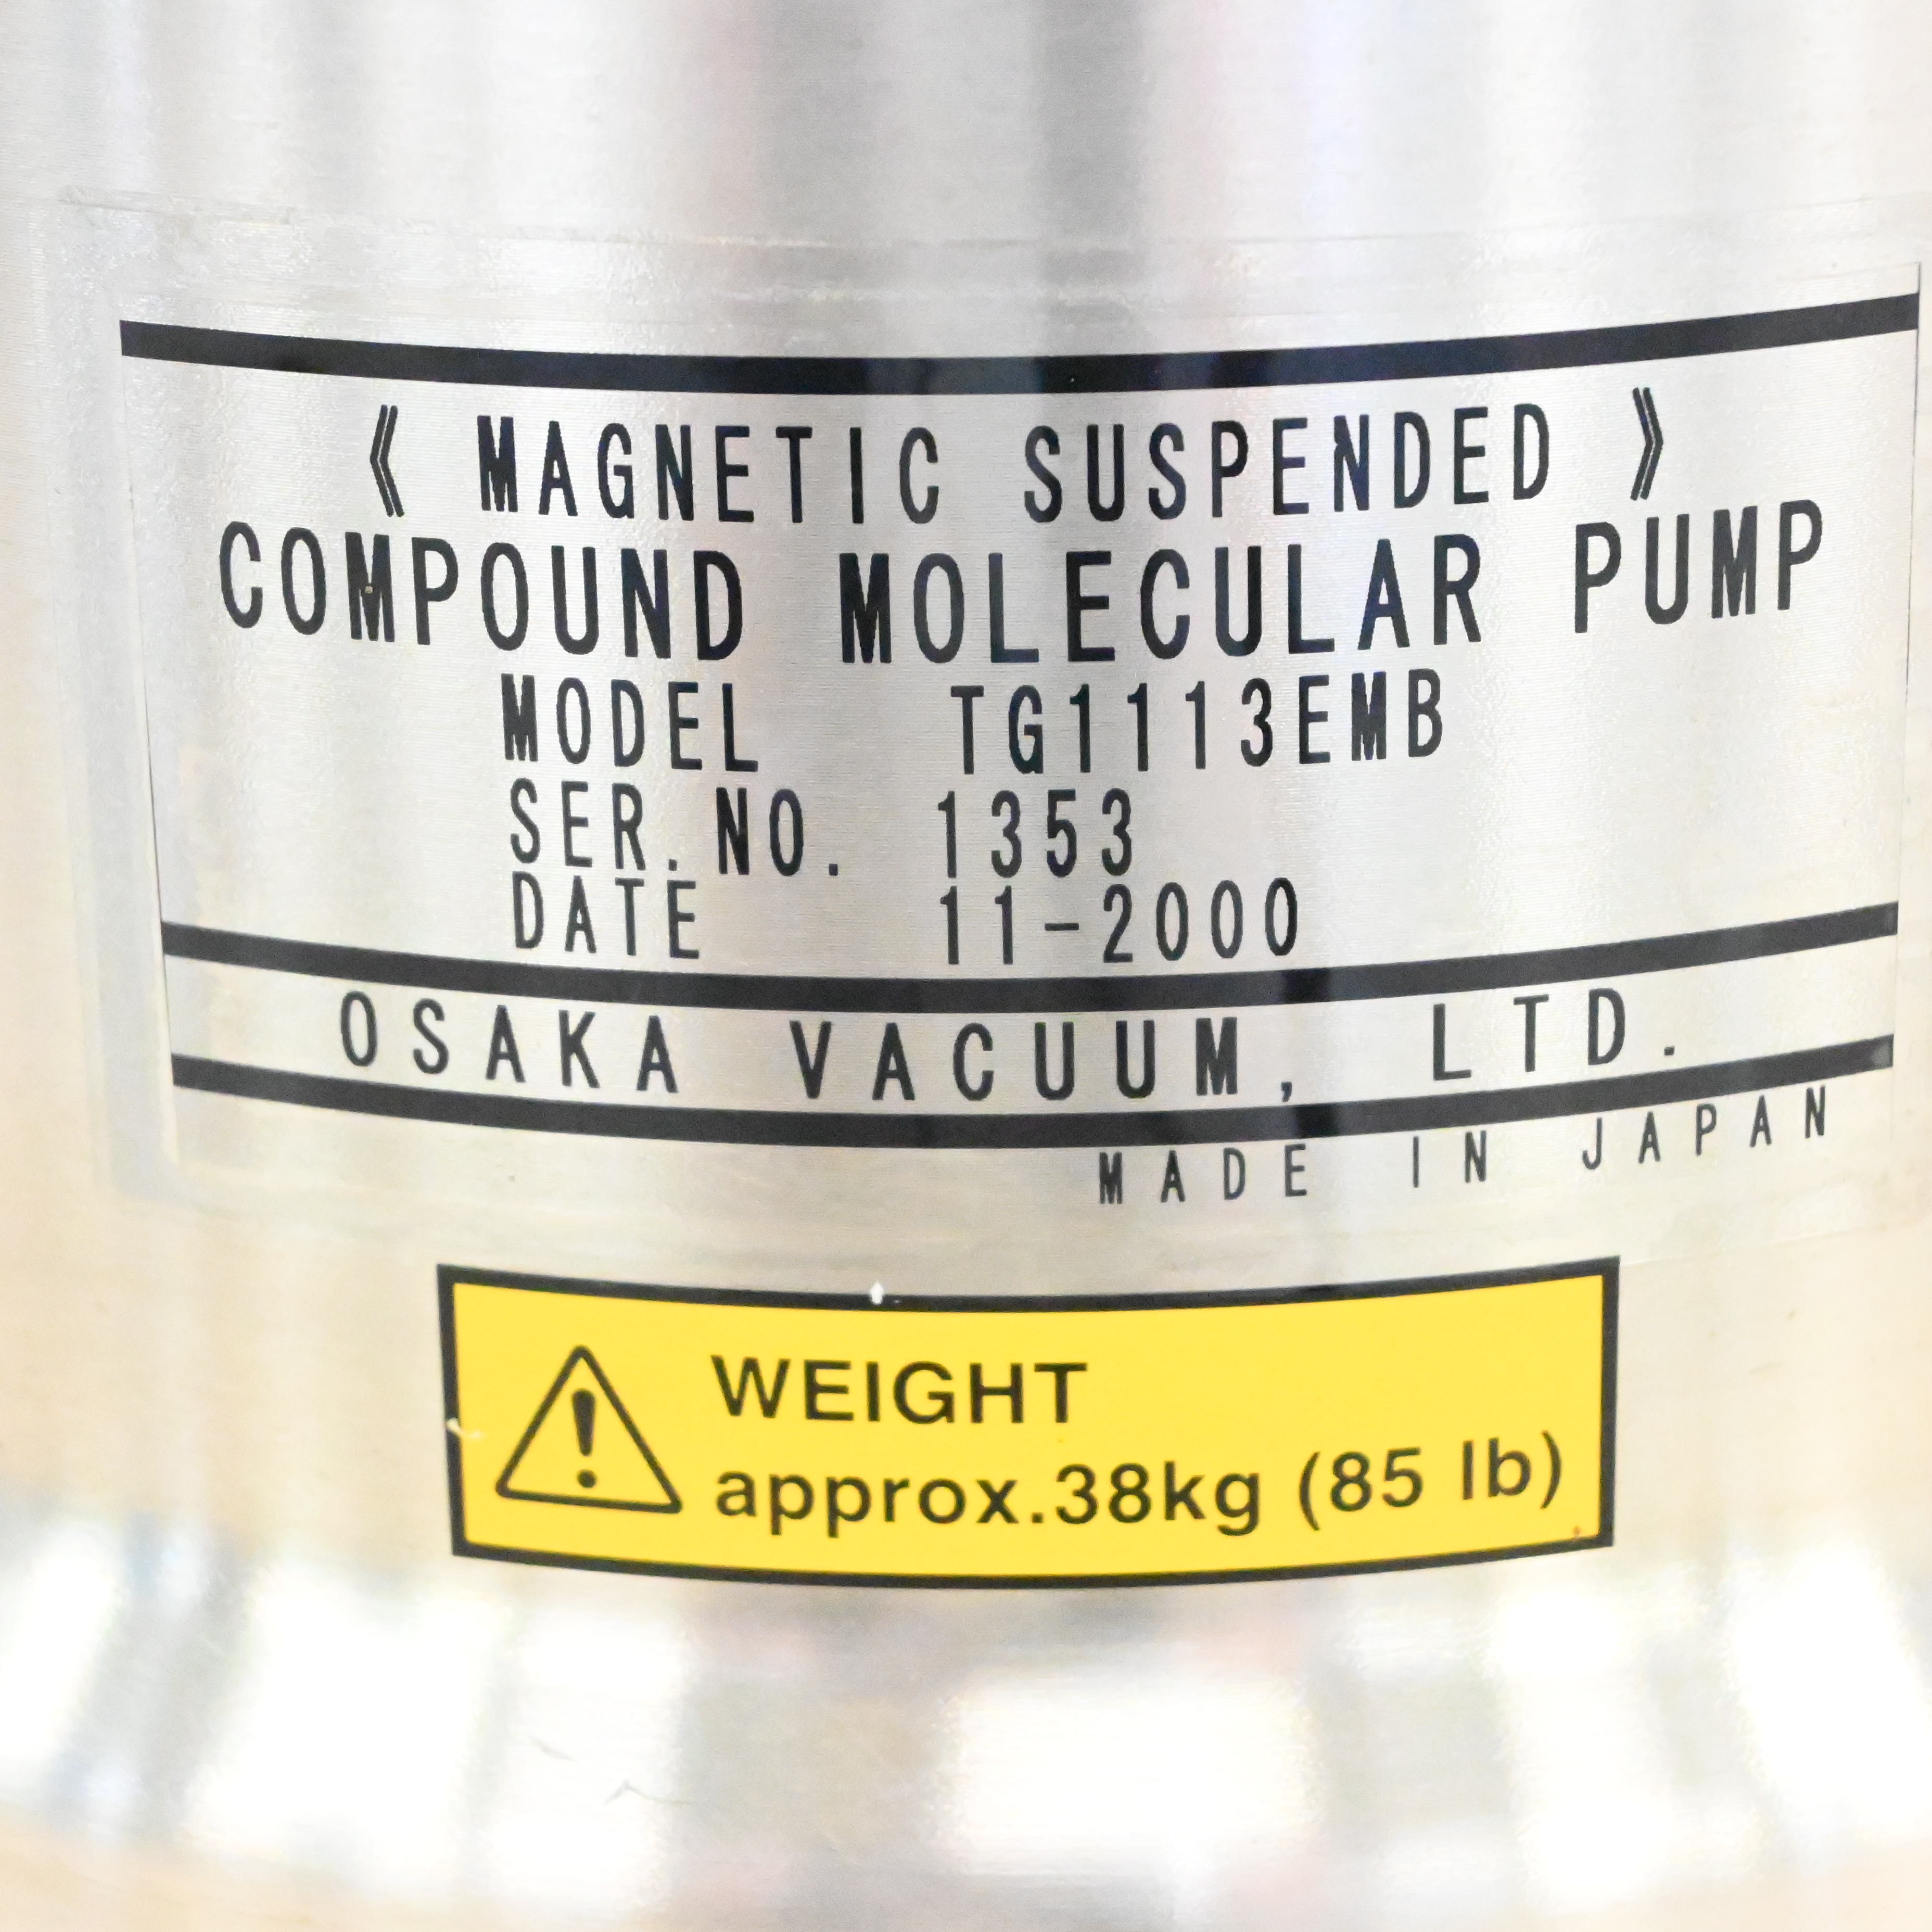 《 MAGNETIC SUSPENDED 》
COMPOUND MOLECULAR PUMP
MODEL TG1113EMB
SER.NO. 1353
DATE 11-2000
OSAKA VACUUM, LTD.
MADE IN JAPAN
WEIGHT
approx.38kg (85 lb)